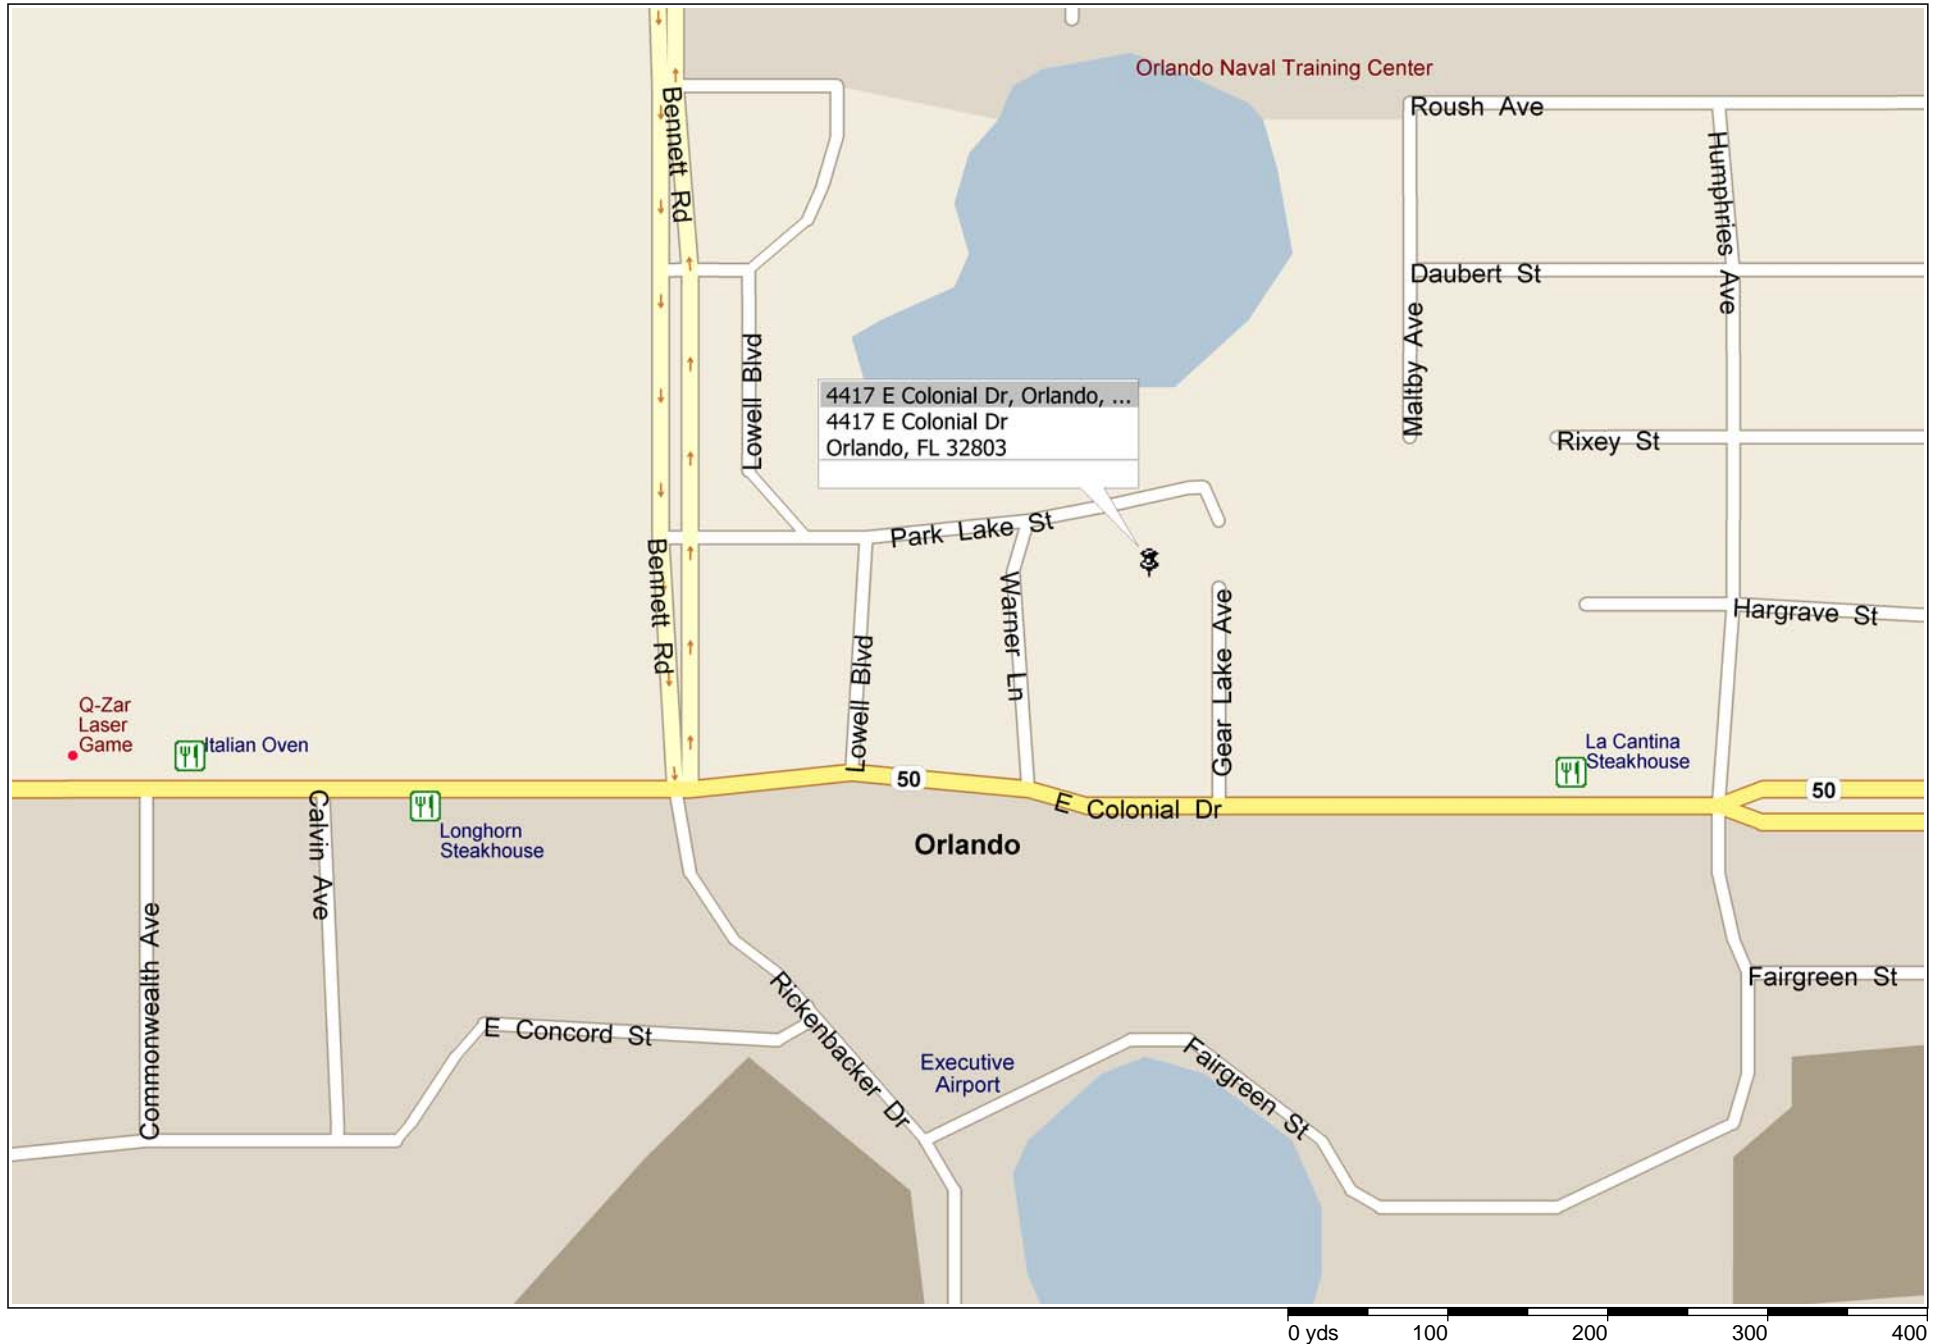 Orlando Naval Training Center
Roush Ave
Bennett Rd
Humphries Ave
Daubert St
Lowell Blvd
Maltby Ave
4417 E Colonial Dr, Orlando, ...
4417 E Colonial Dr
Orlando, FL 32803
Rixey St
Park Lake St
Bennett Rd
Warner Ln
Gear Lake Ave
Hargrave St
Lowell Blvd
Q-Zar
Laser
Game
Italian Oven
La Cantina
Steakhouse
50
50
E Colonial Dr
Calvin Ave
Longhorn
Steakhouse
Orlando
Commonwealth Ave
Fairgreen St
Rickenbacker Dr
E Concord St
Executive
Airport
Fairgreen St
0 yds 100 200 300 400